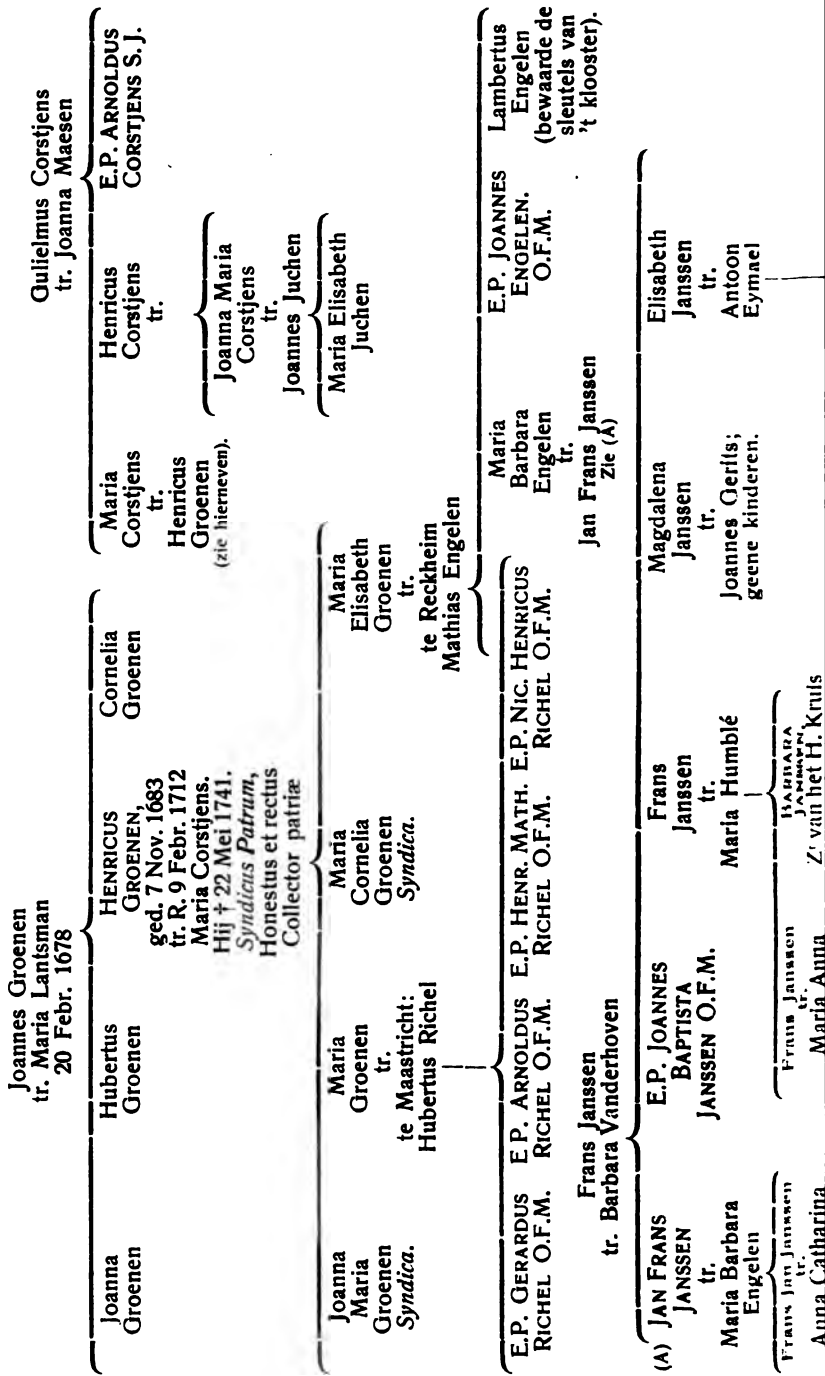 Joannes Groenen
tr. Maria Lantsman
20 Febr. 1678
Joanna
Groenen
Hubertus
Groenen
HENRICUS
GROENEN,
ged. 7 Nov. 1683
tr. R. 9 Febr. 1712
Maria Corstjens.
Hij † 22 Mei 1741.
Syndicus Patrum,
Honestus et rectus
Collector patriæ
Cornelia
Groenen
Gulielmus Corstjens
tr. Joanna Maesen
Maria
Corstjens
tr.
Henricus
Groenen
(zie hierneven).
Henricus
Corstjens
tr.
Joanna Maria
Corstjens
tr.
Joannes Juchen
Maria Elisabeth
Juchen
E.P. ARNOLDUS
CORSTJENS S.J.
Joanna
Maria
Groenen
Syndica.
Maria
Groenen
tr.
te Maastricht:
Hubertus Richel
Maria
Cornelia
Groenen
Syndica.
Maria
Elisabeth
Groenen
tr.
te Reckheim
Mathias Engelen
E.P. GERARDUS
RICHEL O.F.M.
E.P. ARNOLDUS
RICHEL O.F.M.
E.P. HENR. MATH.
RICHEL O.F.M.
E.P. NIC. HENRICUS
RICHEL O.F.M.
Maria
Barbara
Engelen
tr.
Jan Frans Janssen
Zie (A)
E.P. JOANNES
ENGELEN.
O.F.M.
Lambertus
Engelen
(bewaarde de
sleutels van
't klooster).
Frans Janssen
tr. Barbara Vanderhoven
(A) JAN FRANS
JANSSEN
tr.
Maria Barbara
Engelen
E.P. JOANNES
BAPTISTA
JANSSEN O.F.M.
Frans
Janssen
tr.
Maria Humblé
Magdalena
Janssen
tr.
Joannes Gerits;
geene kinderen.
Elisabeth
Janssen
tr.
Antoon
Eymael
Frans Jan Janssen
tr.
Anna Catharina
Frans Janssen
tr.
Maria Anna
BARBARA
JANSSEN,
Zr van het H. Kruis